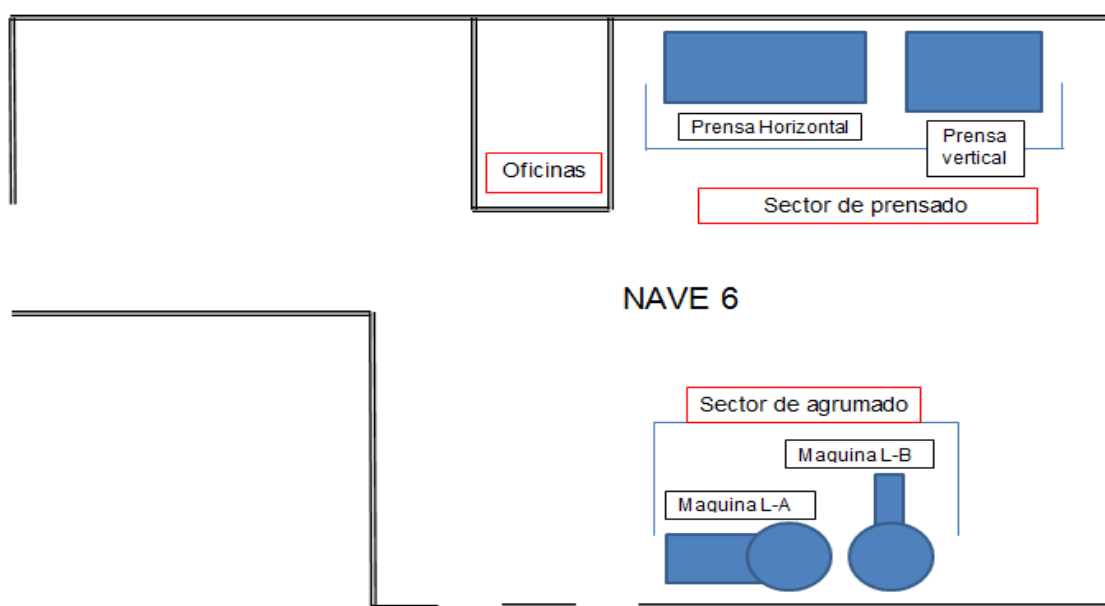 Prensa Horizontal
Prensa
vertical
Oficinas
Sector de prensado
NAVE 6
Sector de agrumado
Maquina L-B
Maquina L-A